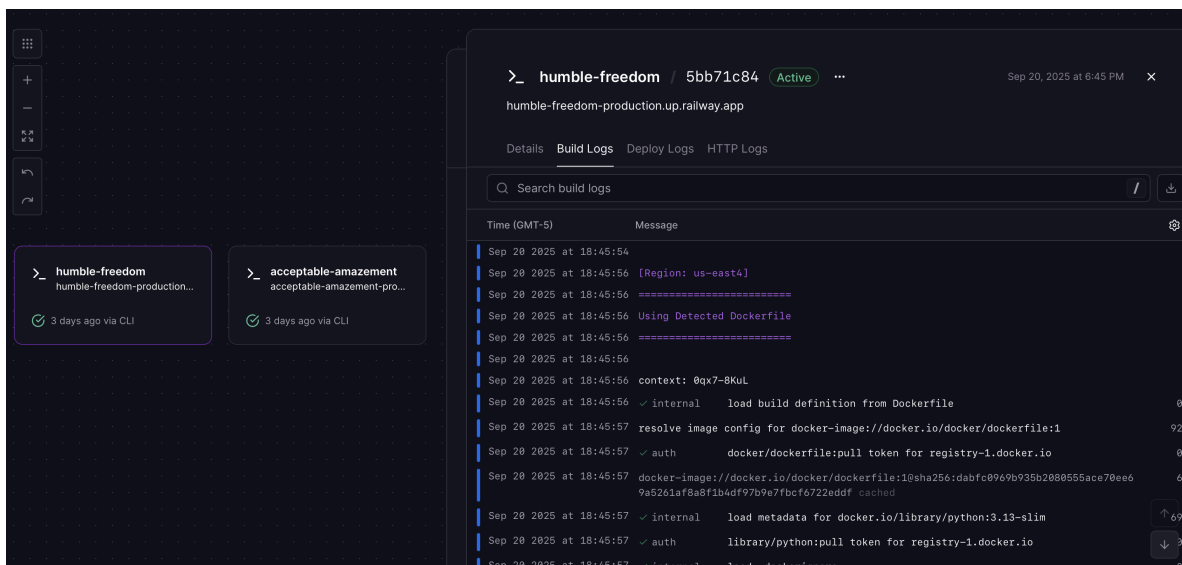 humble-freedom / 5bb71c84 Active ...
Sep 20, 2025 at 6:45 PM
humble-freedom-production.up.railway.app
Details Build Logs Deploy Logs HTTP Logs
Search build logs /
Time (GMT-5) Message
Sep 20 2025 at 18:45:54
Sep 20 2025 at 18:45:56 [Region: us-east4]
Sep 20 2025 at 18:45:56 =========================
Sep 20 2025 at 18:45:56 Using Detected Dockerfile
Sep 20 2025 at 18:45:56 =========================
Sep 20 2025 at 18:45:56
Sep 20 2025 at 18:45:56 context: 0qx7-8KuL
Sep 20 2025 at 18:45:56 ✓ internal load build definition from Dockerfile 0
Sep 20 2025 at 18:45:57 resolve image config for docker-image://docker.io/docker/dockerfile:1 92
Sep 20 2025 at 18:45:57 ✓ auth docker/dockerfile:pull token for registry-1.docker.io 0
Sep 20 2025 at 18:45:57 docker-image://docker.io/docker/dockerfile:1@sha256:dabfc0969b935b2080555ace70ee6 6
9a5261af8a8f1b4df97b9e7fbcf6722eddf cached
Sep 20 2025 at 18:45:57 ✓ internal load metadata for docker.io/library/python:3.13-slim 69
Sep 20 2025 at 18:45:57 ✓ auth library/python:pull token for registry-1.docker.io
humble-freedom
humble-freedom-production...
3 days ago via CLI
acceptable-amazement
acceptable-amazement-pro...
3 days ago via CLI